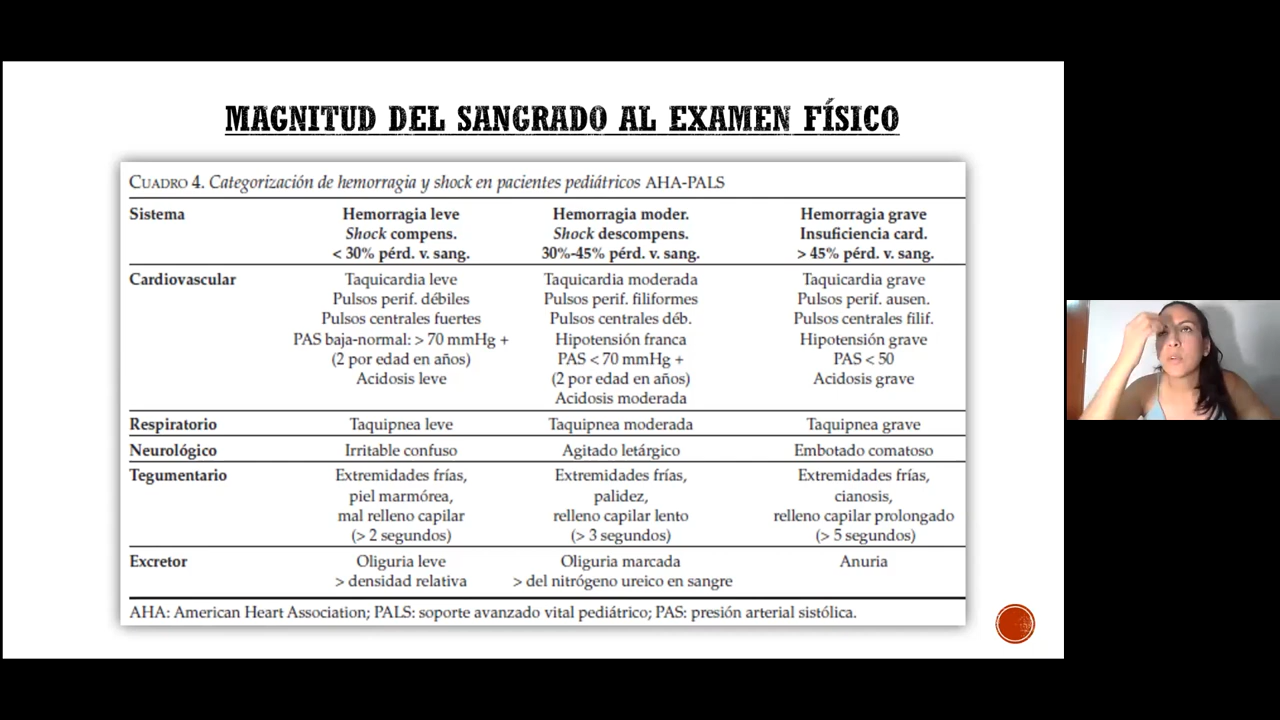 MAGNITUD DEL SANGRADO AL EXAMEN FÍSICO
CUADRO 4. Categorización de hemorragia y shock en pacientes pediátricos AHA-PALS
Sistema Hemorragia leve Hemorragia moder. Hemorragia grave
Shock compens. Shock descompens. Insuficiencia card.
< 30% pérd. v. sang. 30%-45% pérd. v. sang. > 45% pérd. v. sang.
Cardiovascular Taquicardia leve Taquicardia moderada Taquicardia grave
Pulsos perif. débiles Pulsos perif. filiformes Pulsos perif. ausen.
Pulsos centrales fuertes Pulsos centrales déb. Pulsos centrales filif.
PAS baja-normal: > 70 mmHg + Hipotensión franca Hipotensión grave
(2 por edad en años) PAS < 70 mmHg + PAS < 50
Acidosis leve (2 por edad en años) Acidosis grave
Acidosis moderada
Respiratorio Taquipnea leve Taquipnea moderada Taquipnea grave
Neurológico Irritable confuso Agitado letárgico Embotado comatoso
Tegumentario Extremidades frías, Extremidades frías, Extremidades frías,
piel marmórea, palidez, cianosis,
mal relleno capilar relleno capilar lento relleno capilar prolongado
(> 2 segundos) (> 3 segundos) (> 5 segundos)
Excretor Oliguria leve Oliguria marcada Anuria
> densidad relativa > del nitrógeno ureico en sangre
AHA: American Heart Association; PALS: soporte avanzado vital pediátrico; PAS: presión arterial sistólica.